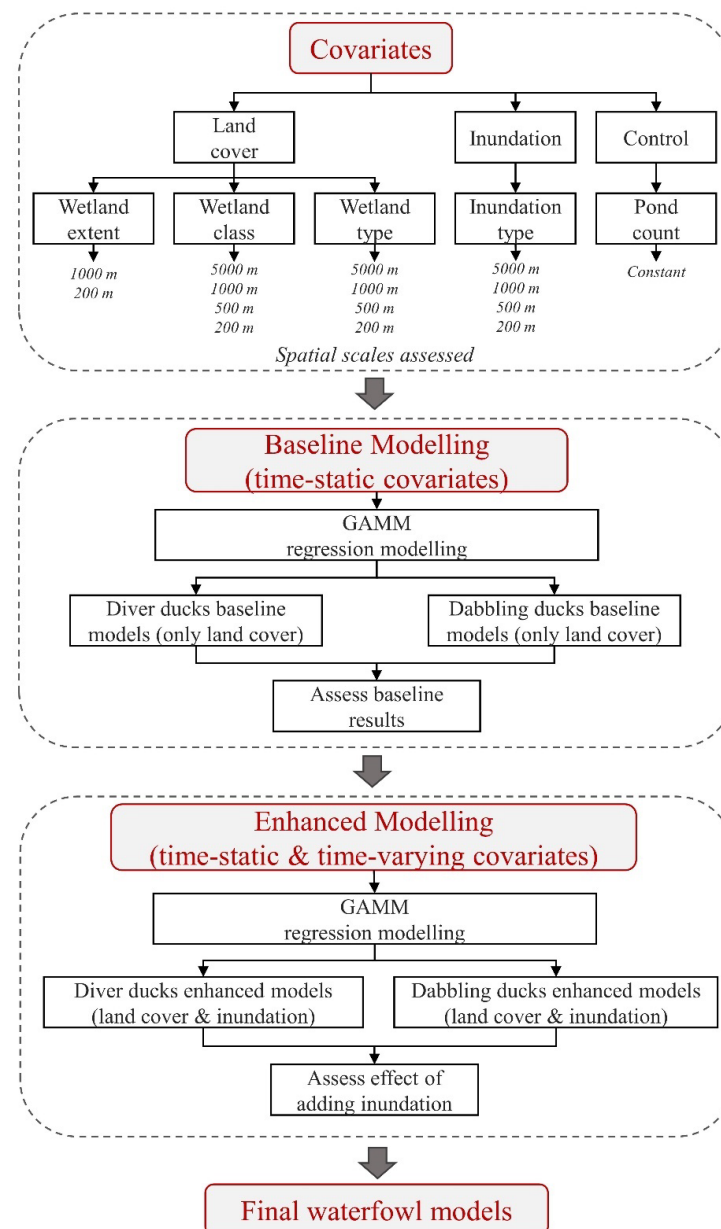 Covariates
Land
cover
Inundation
Control
Wetland
extent
Wetland
class
Wetland
type
Inundation
type
Pond
count
1000 m
200 m
5000 m
1000 m
500 m
200 m
5000 m
1000 m
500 m
200 m
5000 m
1000 m
500 m
200 m
Constant
Spatial scales assessed
Baseline Modelling
(time-static covariates)
GAMM
regression modelling
Diver ducks baseline
models (only land cover)
Dabbling ducks baseline
models (only land cover)
Assess baseline
results
Enhanced Modelling
(time-static & time-varying covariates)
GAMM
regression modelling
Diver ducks enhanced models
(land cover & inundation)
Dabbling ducks enhanced models
(land cover & inundation)
Assess effect of
adding inundation
Final waterfowl models